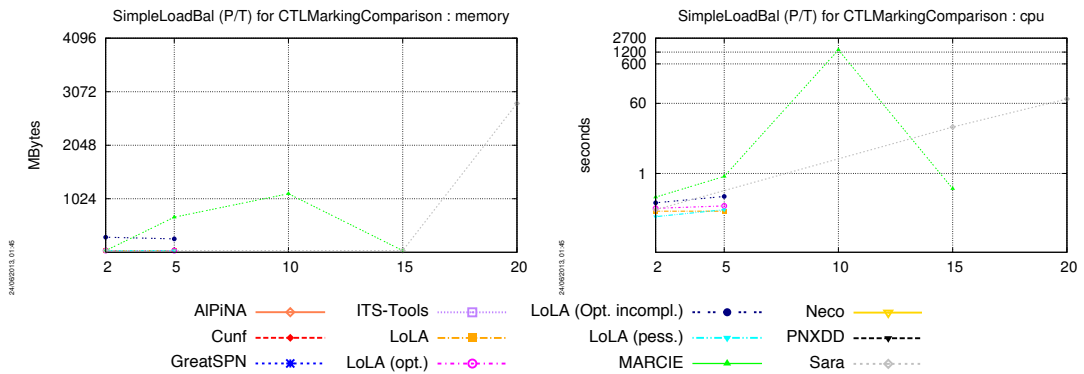 SimpleLoadBal (P/T) for CTLMarkingComparison : memory
4096
3072
2048
1024
MBytes
2 5 10 15 20
24/06/2013, 01:45
SimpleLoadBal (P/T) for CTLMarkingComparison : cpu
2700
1200
600
60
1
seconds
2 5 10 15 20
24/06/2013, 01:45
AlPiNA
Cunf
GreatSPN
ITS-Tools
LoLA
LoLA (opt.)
LoLA (Opt. incompl.)
LoLA (pess.)
MARCIE
Neco
PNXDD
Sara